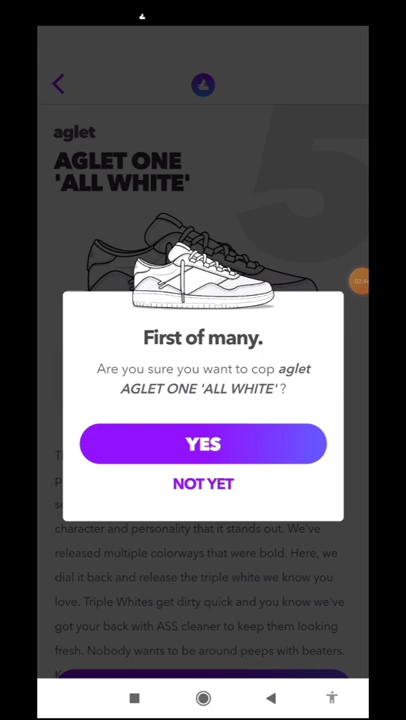 aglet
AGLET ONE
'ALL WHITE'
5
First of many.
Are you sure you want to cop aglet
AGLET ONE 'ALL WHITE' ?
YES
NOT YET
character and personality that it stands out. We've
released multiple colorways that were bold. Here, we
dial it back and release the triple white we know you
love. Triple Whites get dirty quick and you know we've
got your back with ASS cleaner to keep them looking
fresh. Nobody wants to be around peeps with beaters.